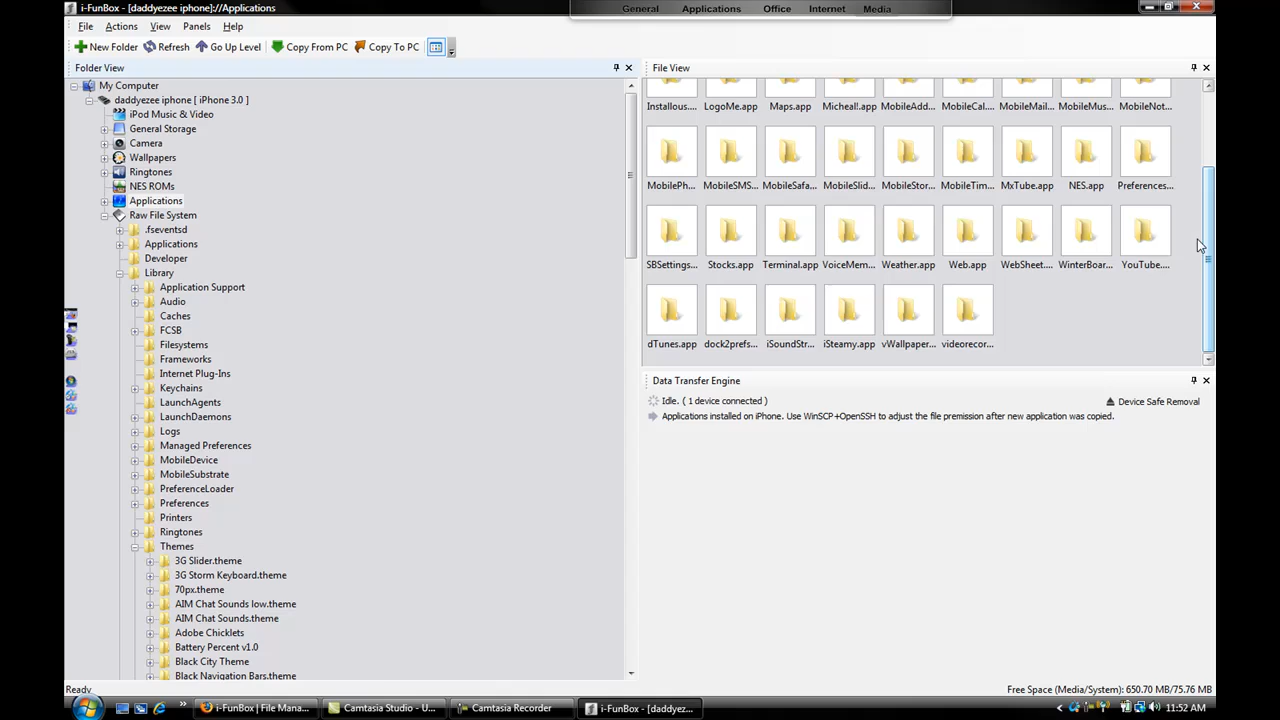 i-FunBox - [daddyezee iphone]://Applications
General Applications Office Internet Media
File Actions View Panels Help
New Folder Refresh Go Up Level Copy From PC Copy To PC
Folder View
My Computer
daddyezee iphone [ iPhone 3.0 ]
iPod Music & Video
General Storage
Camera
Wallpapers
Ringtones
NES ROMs
Applications
Raw File System
.fseventsd
Applications
Developer
Library
Application Support
Audio
Caches
FCSB
Filesystems
Frameworks
Internet Plug-Ins
Keychains
LaunchAgents
LaunchDaemons
Logs
Managed Preferences
MobileDevice
MobileSubstrate
PreferenceLoader
Preferences
Printers
Ringtones
Themes
3G Slider.theme
3G Storm Keyboard.theme
70px.theme
AIM Chat Sounds low.theme
AIM Chat Sounds.theme
Adobe Chicklets
Battery Percent v1.0
Black City Theme
Black Navigation Bars.theme
File View
Installous.... LogoMe.app Maps.app Micheal!.app MobileAdd... MobileCal... MobileMail... MobileMus... MobileNot...
MobilePh... MobileSMS... MobileSafa... MobileSlid... MobileStor... MobileTim... MxTube.app NES.app Preferences...
SBSettings... Stocks.app Terminal.app VoiceMem... Weather.app Web.app WebSheet.... WinterBoar... YouTube....
dTunes.app dock2prefs... iSoundStr... iSteamy.app vWallpaper... videorecor...
Data Transfer Engine
Idle. ( 1 device connected )
Device Safe Removal
Applications installed on iPhone. Use WinSCP+OpenSSH to adjust the file premission after new application was copied.
Ready
Free Space (Media/System): 650.70 MB/75.76 MB
i-FunBox | File Mana... Camtasia Studio - U... Camtasia Recorder i-FunBox - [daddyez...
11:52 AM